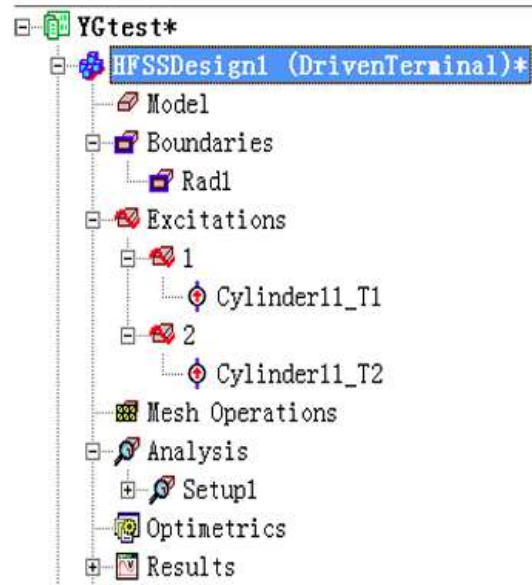 YGtest*
HFSSDesign1 (DrivenTerminal)*
Model
Boundaries
Rad1
Excitations
1
Cylinder11_T1
2
Cylinder11_T2
Mesh Operations
Analysis
Setup1
Optimetrics
Results